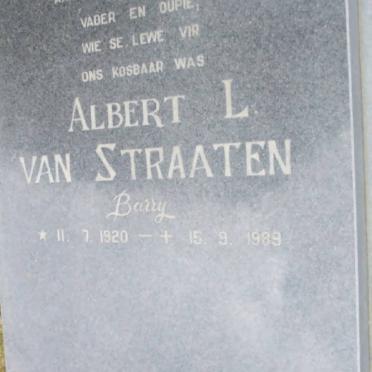 VADER EN OUPIE;
WIE SE LEWE VIR
ONS KOSBAAR WAS
ALBERT L.
VAN STRAATEN
Barry
★ 11. 7. 1920 — + 15. 9. 1989